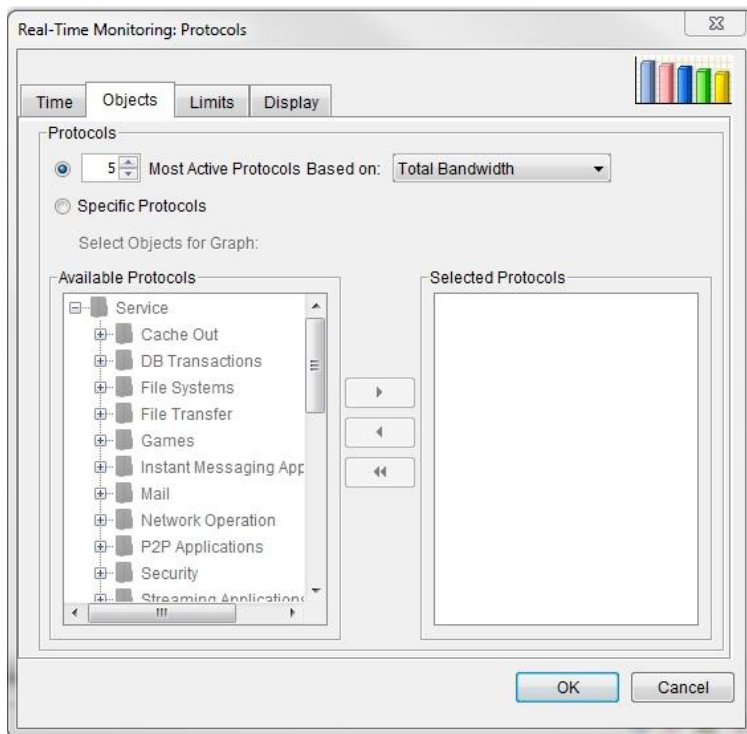 Real-Time Monitoring: Protocols
Time Objects Limits Display
Protocols
5 Most Active Protocols Based on: Total Bandwidth
Specific Protocols
Select Objects for Graph:
Available Protocols
Selected Protocols
Service
Cache Out
DB Transactions
File Systems
File Transfer
Games
Instant Messaging App
Mail
Network Operation
P2P Applications
Security
Streaming Applications
OK Cancel